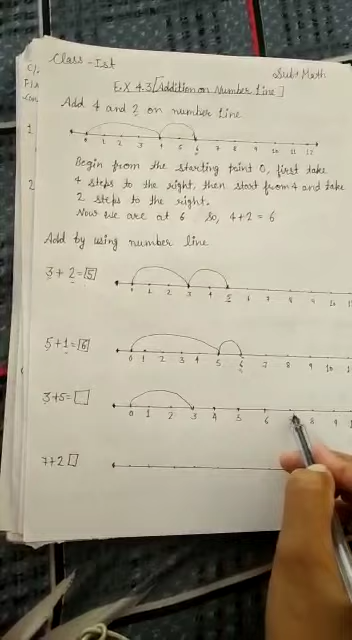 Class-Ist
Sub: Math
EX 4.3 [Addition on Number Line]
Add 4 and 2 on number line
0 1 2 3 4 5 6 7 8 9 10 11 12
Begin from the starting point 0, first take
4 steps to the right, then start from 4 and take
2 steps to the right.
Now we are at 6 So, 4+2=6
Add by using number line
3+2=5
0 1 2 3 4 5 6 7 8 9 10
5+1=6
0 1 2 3 4 5 6 7 8 9 10
3+5=
0 1 2 3 4 5 6 8 9
7+2